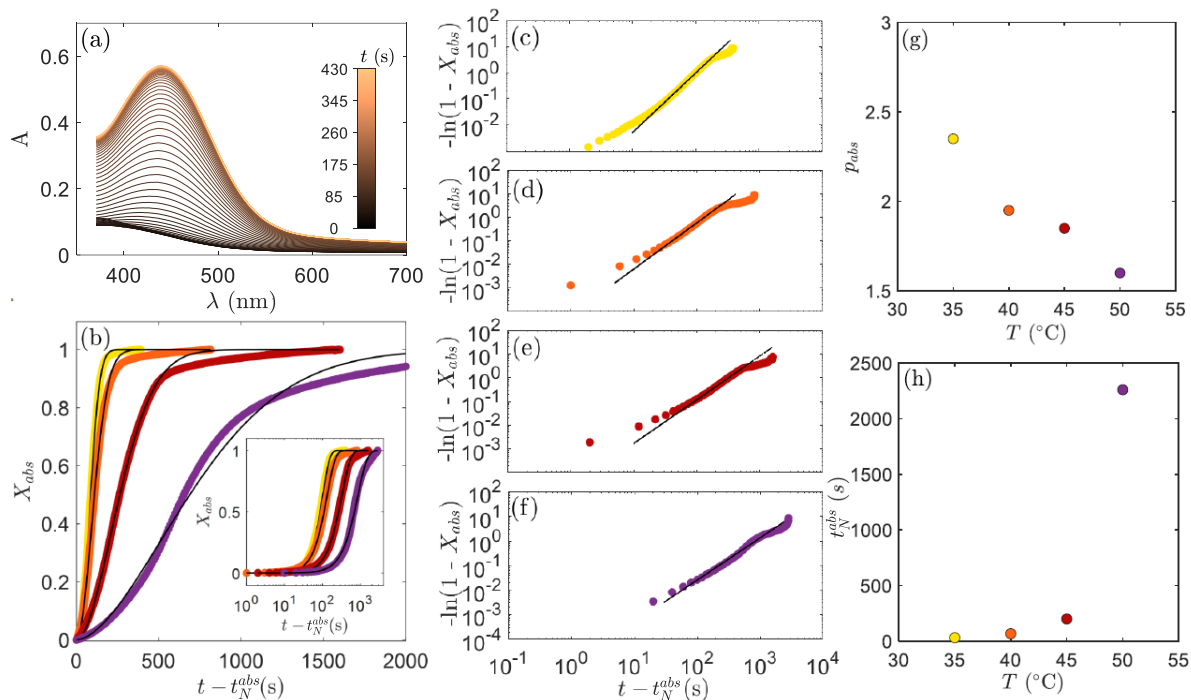 (a)
t (s)
430
345
260
175
85
0
0.6
0.4
0.2
0
A
400 500 600 700
λ (nm)
(b)
1
0.8
0.6
0.4
0.2
0
X_abs
0 500 1000 1500 2000
t − t_N^abs(s)
1
0.5
0
X_abs
10^0 10^1 10^2 10^3
t − t_N^abs(s)
(c)
10^2
10^1
10^0
10^-1
10^-2
-ln(1 - X_abs)
(d)
10^2
10^1
10^0
10^-1
10^-2
10^-3
-ln(1 - X_abs)
(e)
10^2
10^1
10^0
10^-1
10^-2
10^-3
-ln(1 - X_abs)
(f)
10^2
10^1
10^0
10^-1
10^-2
10^-3
10^-4
-ln(1 - X_abs)
10^-1 10^0 10^1 10^2 10^3 10^4
t − t_N^abs(s)
(g)
3
2.5
2
1.5
p_abs
30 35 40 45 50 55
T (°C)
(h)
2500
2000
1500
1000
500
0
t_N^abs (s)
30 35 40 45 50 55
T (°C)